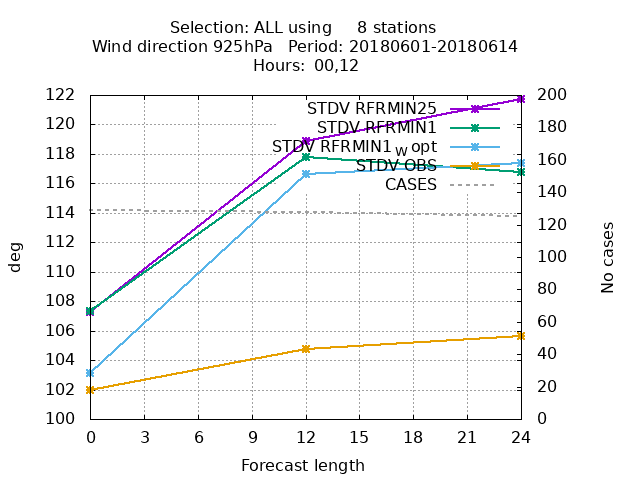 Selection: ALL using     8 stations
Wind direction 925hPa   Period: 20180601-20180614
Hours:  00,12
STDV RFRMIN25
STDV RFRMIN1
STDV RFRMIN1wopt
STDV OBS
CASES
122
120
118
116
114
112
110
108
106
104
102
100
deg
200
180
160
140
120
100
80
60
40
20
0
No cases
0 3 6 9 12 15 18 21 24
Forecast length